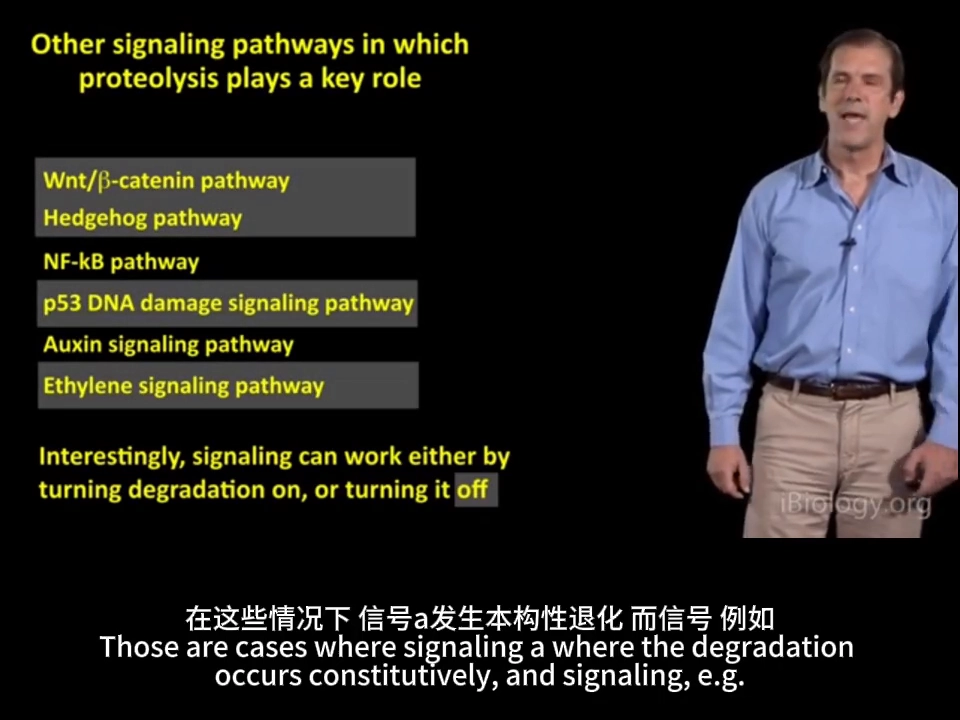 Other signaling pathways in which
proteolysis plays a key role
Wnt/β-catenin pathway
Hedgehog pathway
NF-kB pathway
p53 DNA damage signaling pathway
Auxin signaling pathway
Ethylene signaling pathway
Interestingly, signaling can work either by
turning degradation on, or turning it off
iBiology.org
在这些情况下 信号a发生本构性退化 而信号 例如
Those are cases where signaling a where the degradation
occurs constitutively, and signaling, e.g.